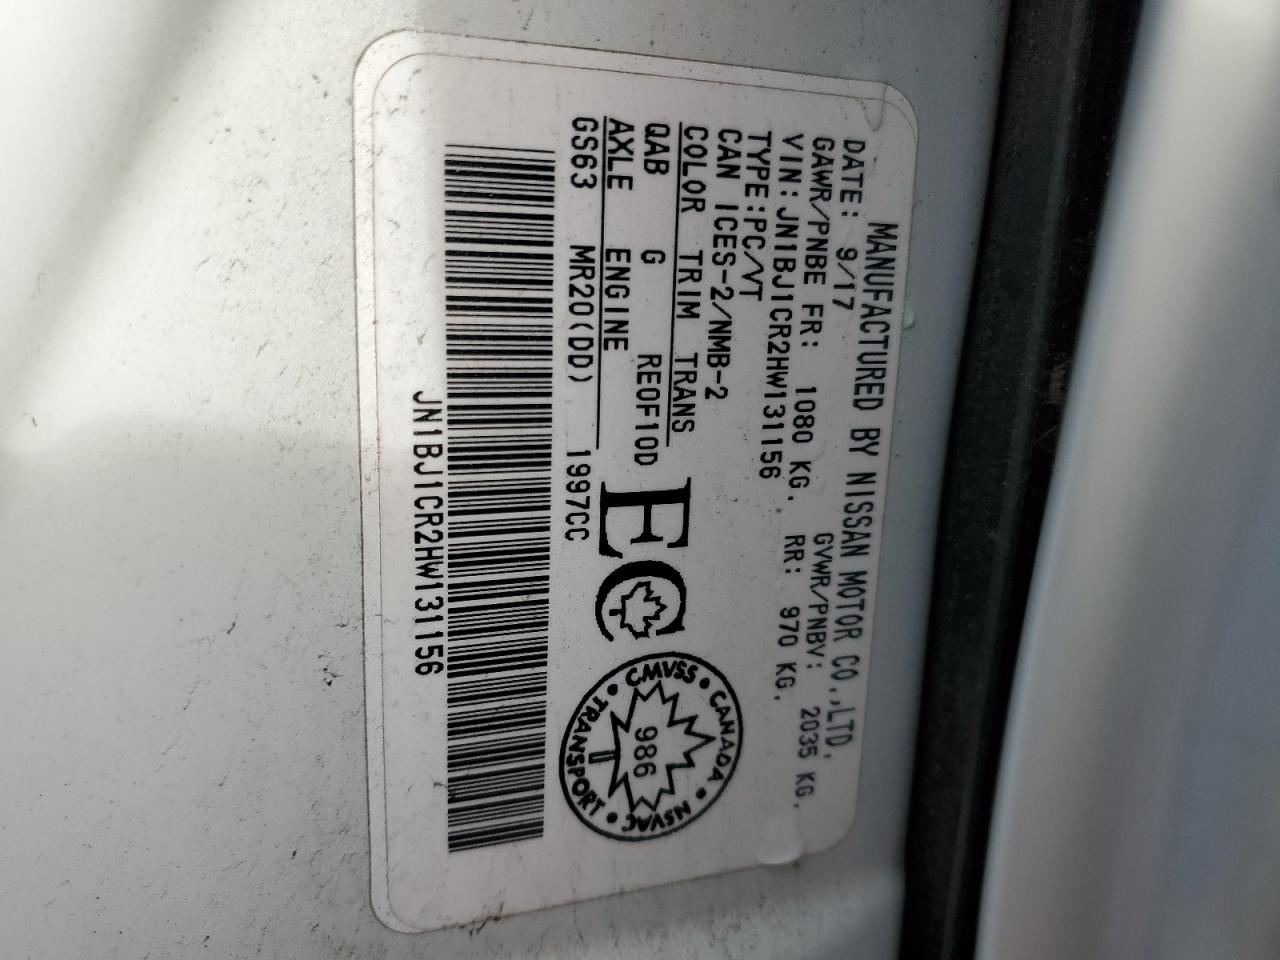 MANUFACTURED BY NISSAN MOTOR CO.,LTD.
DATE: 9/17 GVWR/PNBV: 2035 KG.
GAWR/PNBE FR: 1080 KG. RR: 970 KG.
VIN: JN1BJ1CR2HW131156
TYPE:PC/VT
CAN ICES-2/NMB-2
COLOR TRIM TRANS
QAB G RE0F10D
AXLE ENGINE
GS63 MR20(DD) 1997CC
EC
CMVSS • CANADA • NSVAC • TRANSPORT •
986
JN1BJ1CR2HW131156